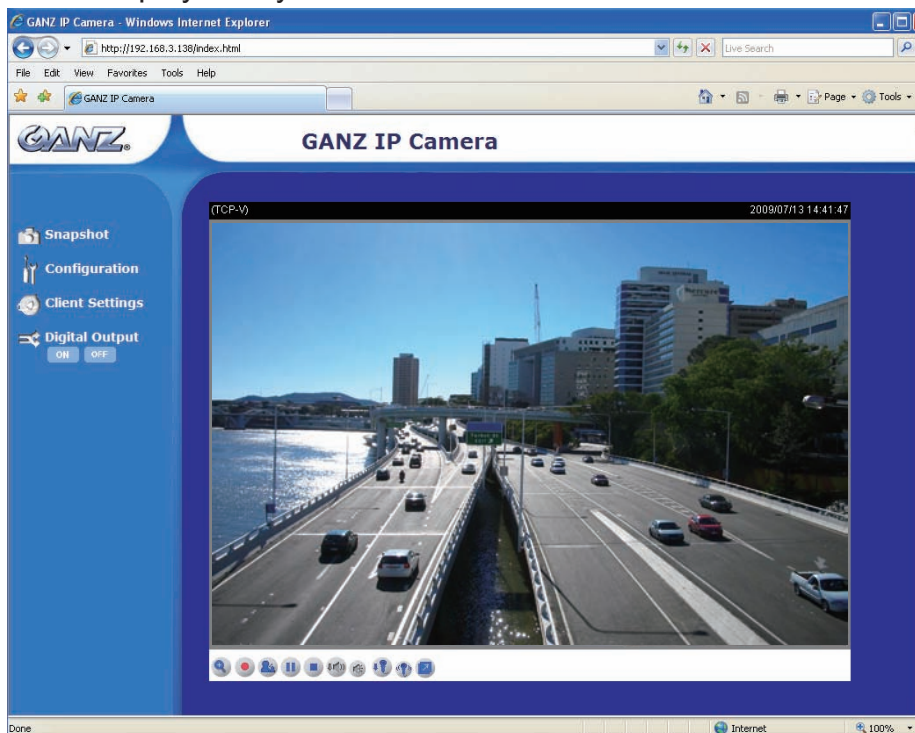 GANZ IP Camera - Windows Internet Explorer
http://192.168.3.138/index.html
Live Search
File Edit View Favorites Tools Help
GANZ IP Camera
Page
Tools
GANZ
GANZ IP Camera
(TCP-V)
2009/07/13 14:41:47
Snapshot
Configuration
Client Settings
Digital Output
ON OFF
Done
Internet
100%